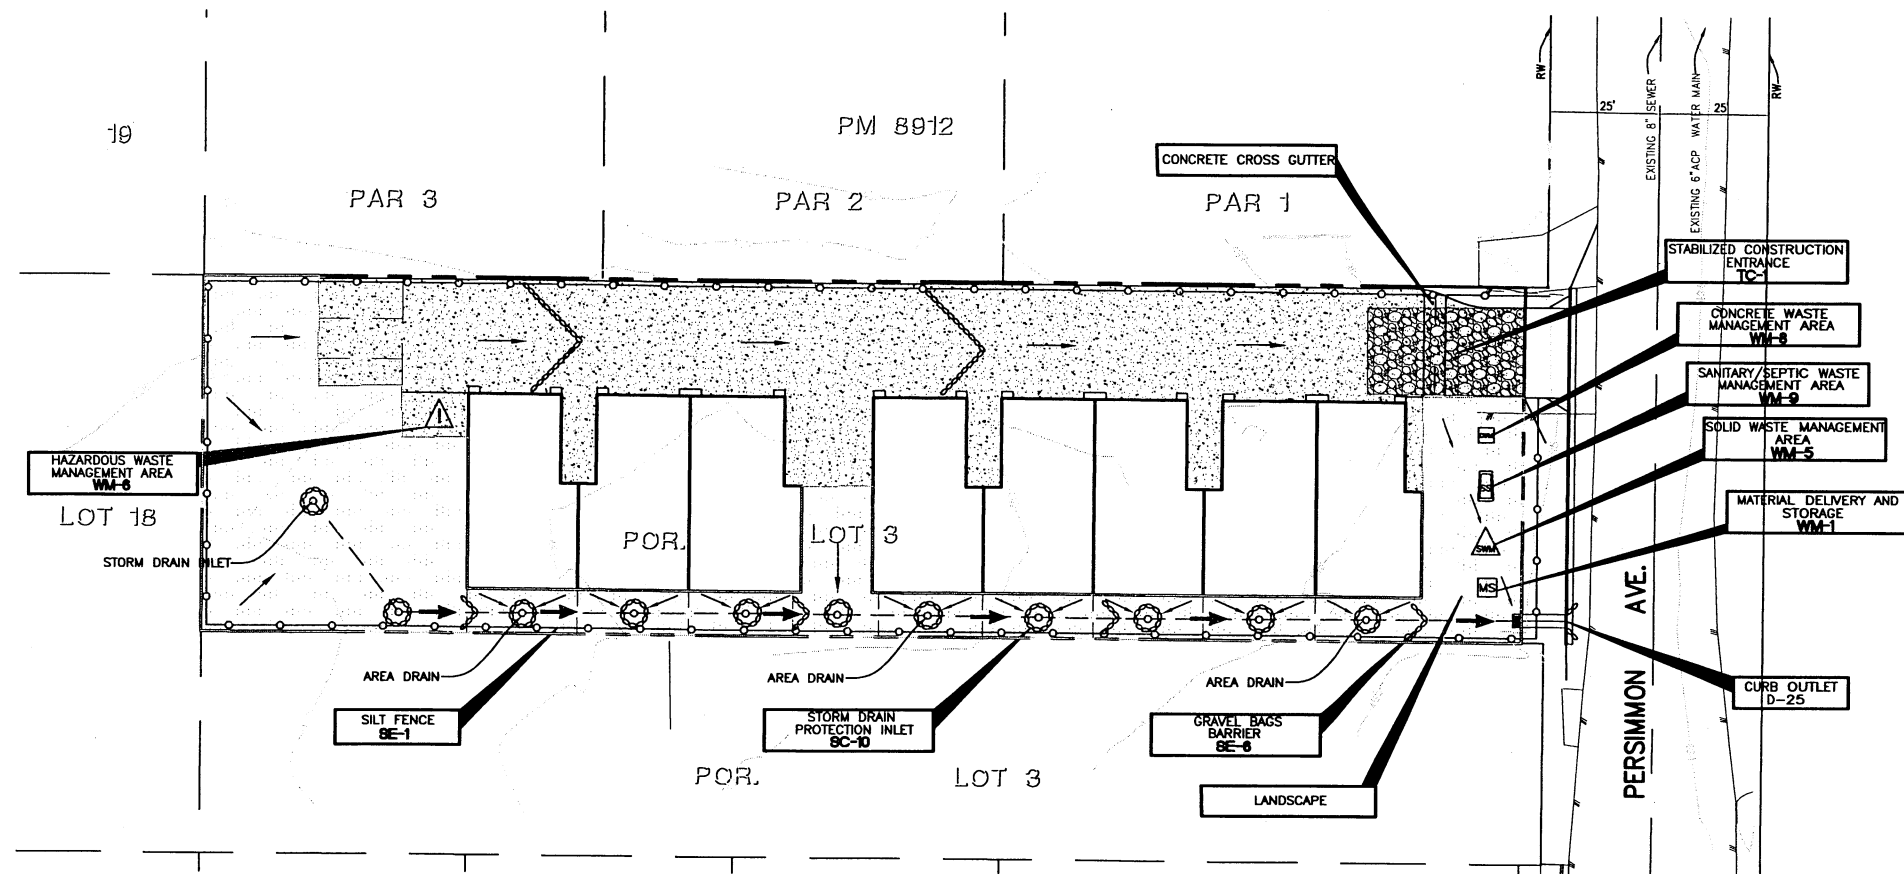 19
PM 8912
PAR 3
PAR 2
PAR 1
RW
25'
25
RW
EXISTING 8" SEWER
EXISTING 6"ACP WATER MAIN
CONCRETE CROSS GUTTER
STABILIZED CONSTRUCTION
ENTRANCE
TC-1
CONCRETE WASTE
MANAGEMENT AREA
WM-8
SANITARY/SEPTIC WASTE
MANAGEMENT AREA
WM-9
SOLID WASTE MANAGEMENT
AREA
WM-5
MATERIAL DELIVERY AND
STORAGE
WM-1
HAZARDOUS WASTE
MANAGEMENT AREA
WM-6
LOT 18
STORM DRAIN INLET
POR.
LOT 3
SWM
MS
AREA DRAIN
AREA DRAIN
AREA DRAIN
SILT FENCE
SE-1
STORM DRAIN
PROTECTION INLET
SC-10
GRAVEL BAGS
BARRIER
SE-6
CURB OUTLET
D-25
LANDSCAPE
POR.
LOT 3
PERSIMMON AVE.